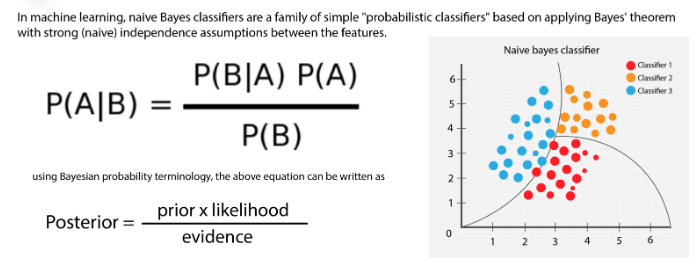 In machine learning, naive Bayes classifiers are a family of simple "probabilistic classifiers" based on applying Bayes' theorem
with strong (naive) independence assumptions between the features.
P(A|B) = P(B|A) P(A)
P(B)
using Bayesian probability terminology, the above equation can be written as
Posterior = prior x likelihood
evidence
Naive bayes classifier
Classifier 1
Classifier 2
Classifier 3
6
5
4
3
2
1
0
1 2 3 4 5 6